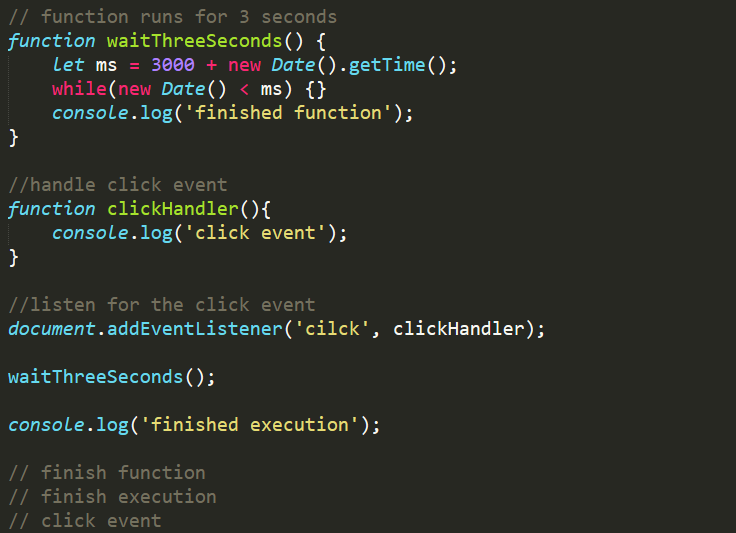 // function runs for 3 seconds
function waitThreeSeconds() {
    let ms = 3000 + new Date().getTime();
    while(new Date() < ms) {}
    console.log('finished function');
}
//handle click event
function clickHandler(){
    console.log('click event');
}
//listen for the click event
document.addEventListener('cilck', clickHandler);
waitThreeSeconds();
console.log('finished execution');
// finish function
// finish execution
// click event